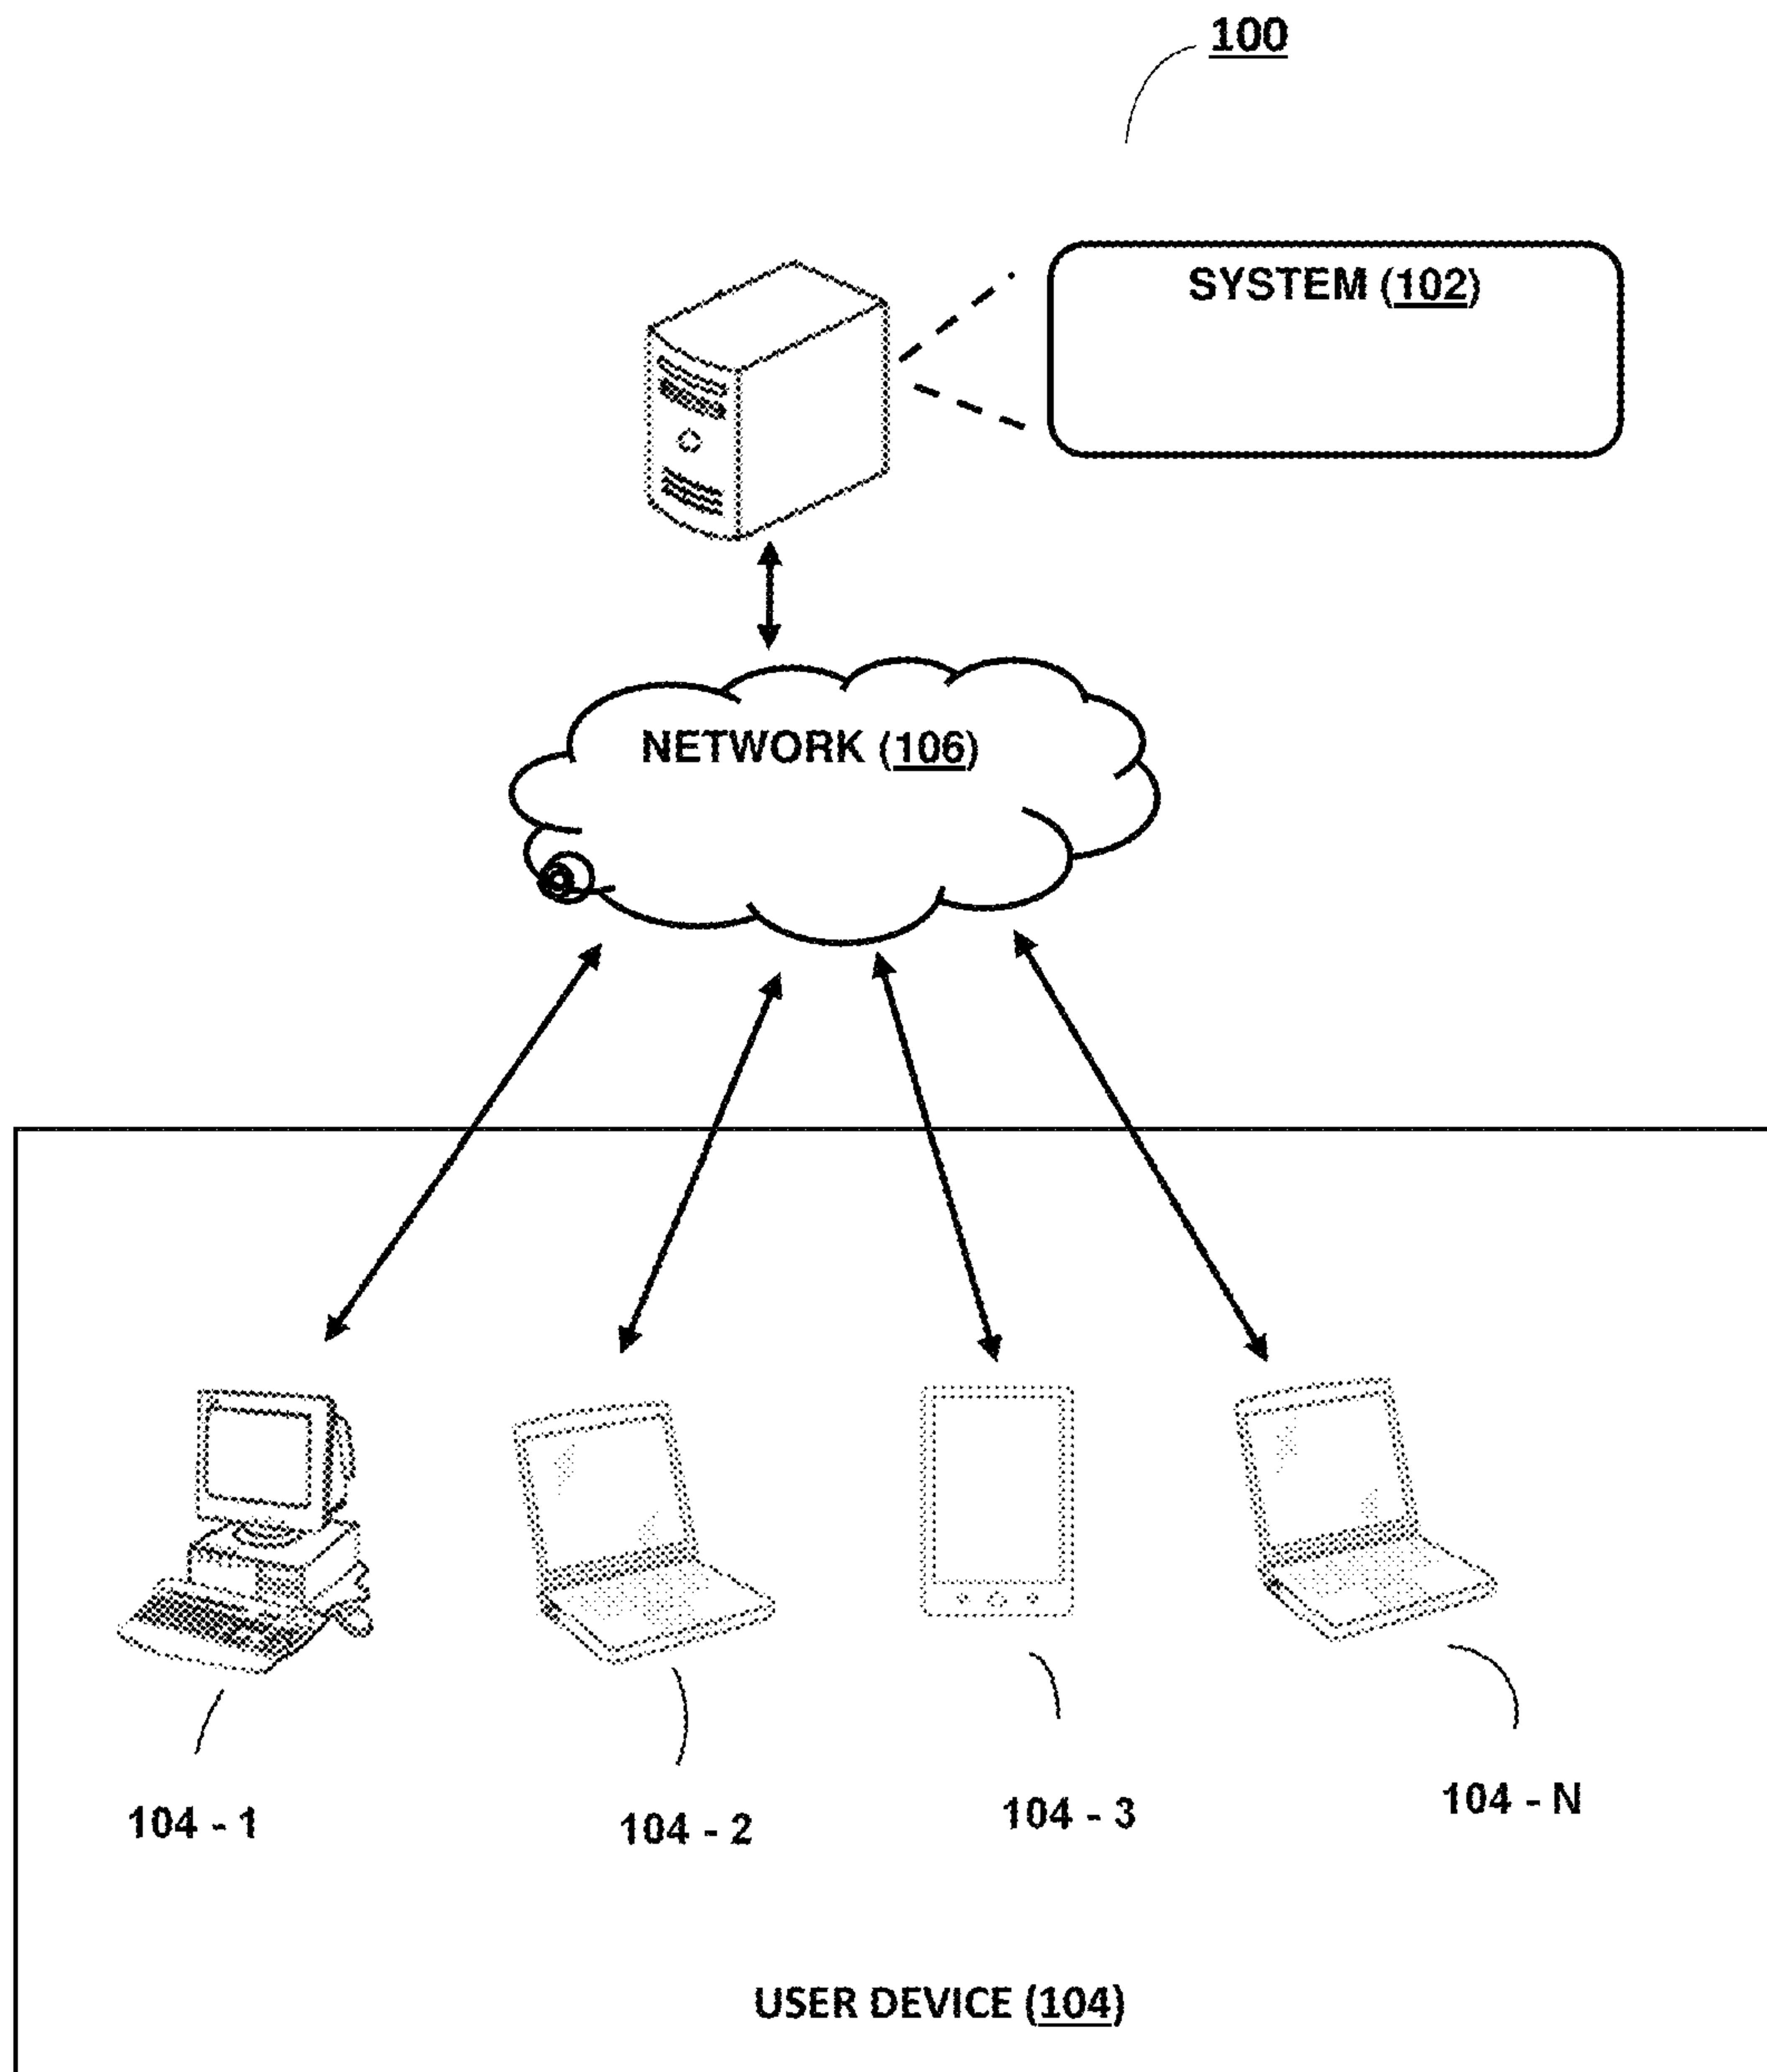 100
SYSTEM (102)
NETWORK (106)
104 - 1
104 - 2
104 - 3
104 - N
USER DEVICE (104)